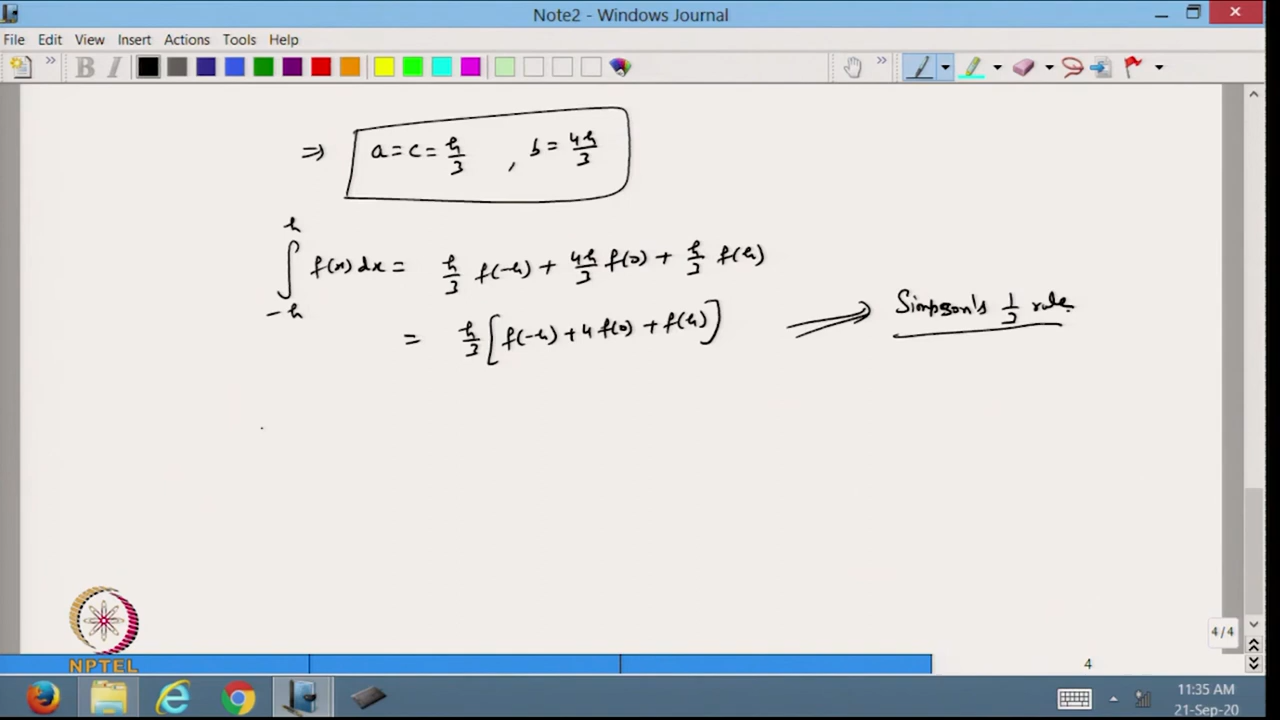 Note2 - Windows Journal
File Edit View Insert Actions Tools Help
B I
⇒ a = c = h/3 , b = 4h/3
∫_{-h}^{h} f(x) dx = h/3 f(-h) + 4h/3 f(0) + h/3 f(h)
= h/3 [f(-h) + 4 f(0) + f(h)] ⇒ Simpson's 1/3 rule.
4/4
NPTEL
4
11:35 AM
21-Sep-20